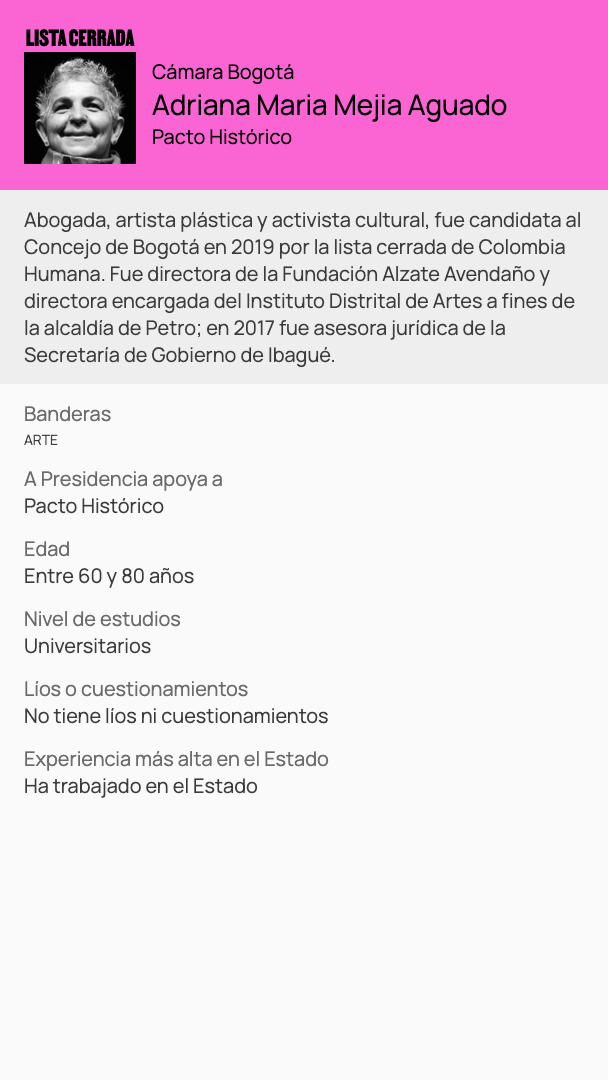 LISTA CERRADA
Cámara Bogotá
Adriana Maria Mejia Aguado
Pacto Histórico
Abogada, artista plástica y activista cultural, fue candidata al
Concejo de Bogotá en 2019 por la lista cerrada de Colombia
Humana. Fue directora de la Fundación Alzate Avendaño y
directora encargada del Instituto Distrital de Artes a fines de
la alcaldía de Petro; en 2017 fue asesora jurídica de la
Secretaría de Gobierno de Ibagué.
Banderas
ARTE
A Presidencia apoya a
Pacto Histórico
Edad
Entre 60 y 80 años
Nivel de estudios
Universitarios
Líos o cuestionamientos
No tiene líos ni cuestionamientos
Experiencia más alta en el Estado
Ha trabajado en el Estado